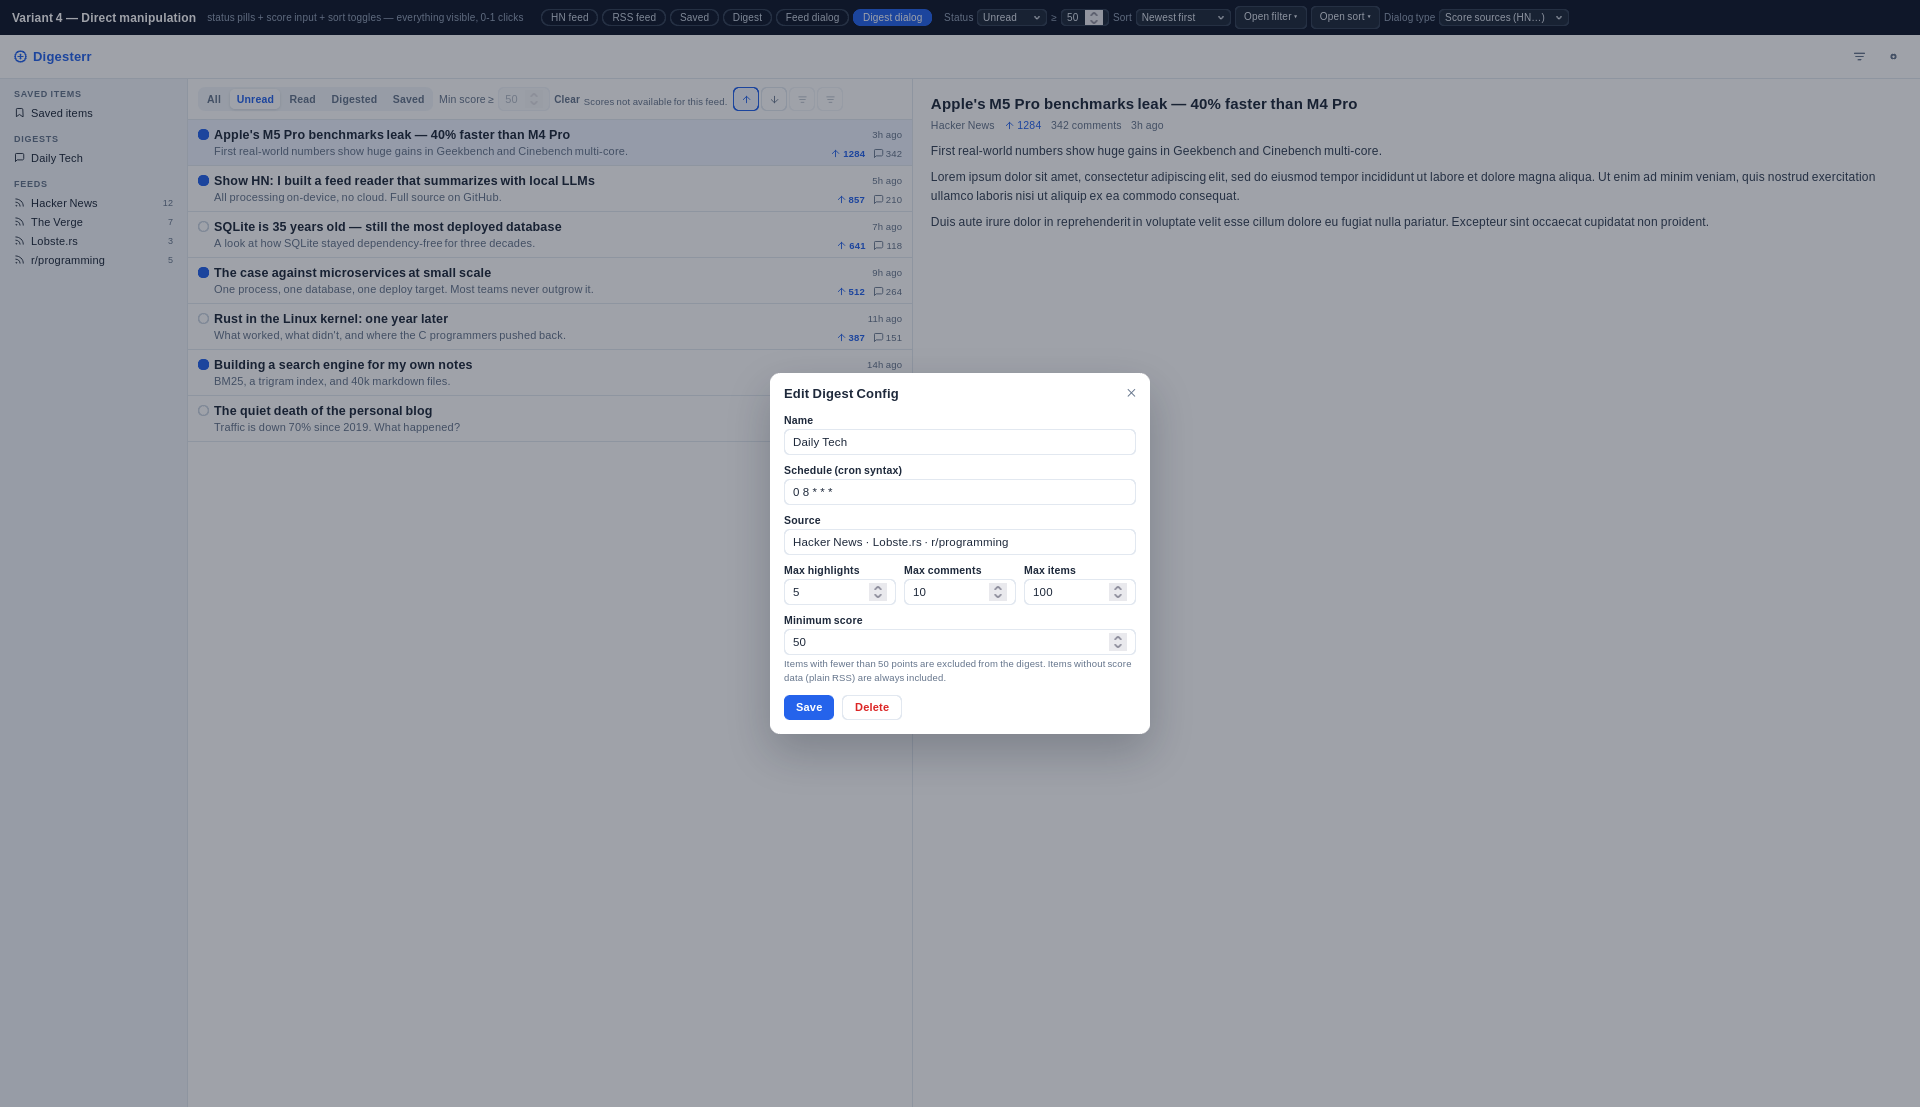 Variant 4 — Direct manipulation status pills + score input + sort toggles — everything visible, 0-1 clicks HN feed RSS feed Saved Digest Feed dialog Digest dialog Status Unread ≥ 50 Sort Newest first Open filter Open sort Dialog type Score sources (HN…)
Digesterr
SAVED ITEMS
Saved items
DIGESTS
Daily Tech
FEEDS
Hacker News 12
The Verge 7
Lobste.rs 3
r/programming 5
All Unread Read Digested Saved Min score ≥ 50 Clear Scores not available for this feed.
Apple's M5 Pro benchmarks leak — 40% faster than M4 Pro 3h ago
First real-world numbers show huge gains in Geekbench and Cinebench multi-core. 1284 342
Show HN: I built a feed reader that summarizes with local LLMs 5h ago
All processing on-device, no cloud. Full source on GitHub. 857 210
SQLite is 35 years old — still the most deployed database 7h ago
A look at how SQLite stayed dependency-free for three decades. 641 118
The case against microservices at small scale 9h ago
One process, one database, one deploy target. Most teams never outgrow it. 512 264
Rust in the Linux kernel: one year later 11h ago
What worked, what didn't, and where the C programmers pushed back. 387 151
Building a search engine for my own notes 14h ago
BM25, a trigram index, and 40k markdown files.
The quiet death of the personal blog
Traffic is down 70% since 2019. What happened?
Apple's M5 Pro benchmarks leak — 40% faster than M4 Pro
Hacker News 1284 342 comments 3h ago
First real-world numbers show huge gains in Geekbench and Cinebench multi-core.
Lorem ipsum dolor sit amet, consectetur adipiscing elit, sed do eiusmod tempor incididunt ut labore et dolore magna aliqua. Ut enim ad minim veniam, quis nostrud exercitation
ullamco laboris nisi ut aliquip ex ea commodo consequat.
Duis aute irure dolor in reprehenderit in voluptate velit esse cillum dolore eu fugiat nulla pariatur. Excepteur sint occaecat cupidatat non proident.
Edit Digest Config
Name
Daily Tech
Schedule (cron syntax)
0 8 * * *
Source
Hacker News · Lobste.rs · r/programming
Max highlights Max comments Max items
5 10 100
Minimum score
50
Items with fewer than 50 points are excluded from the digest. Items without score
data (plain RSS) are always included.
Save Delete